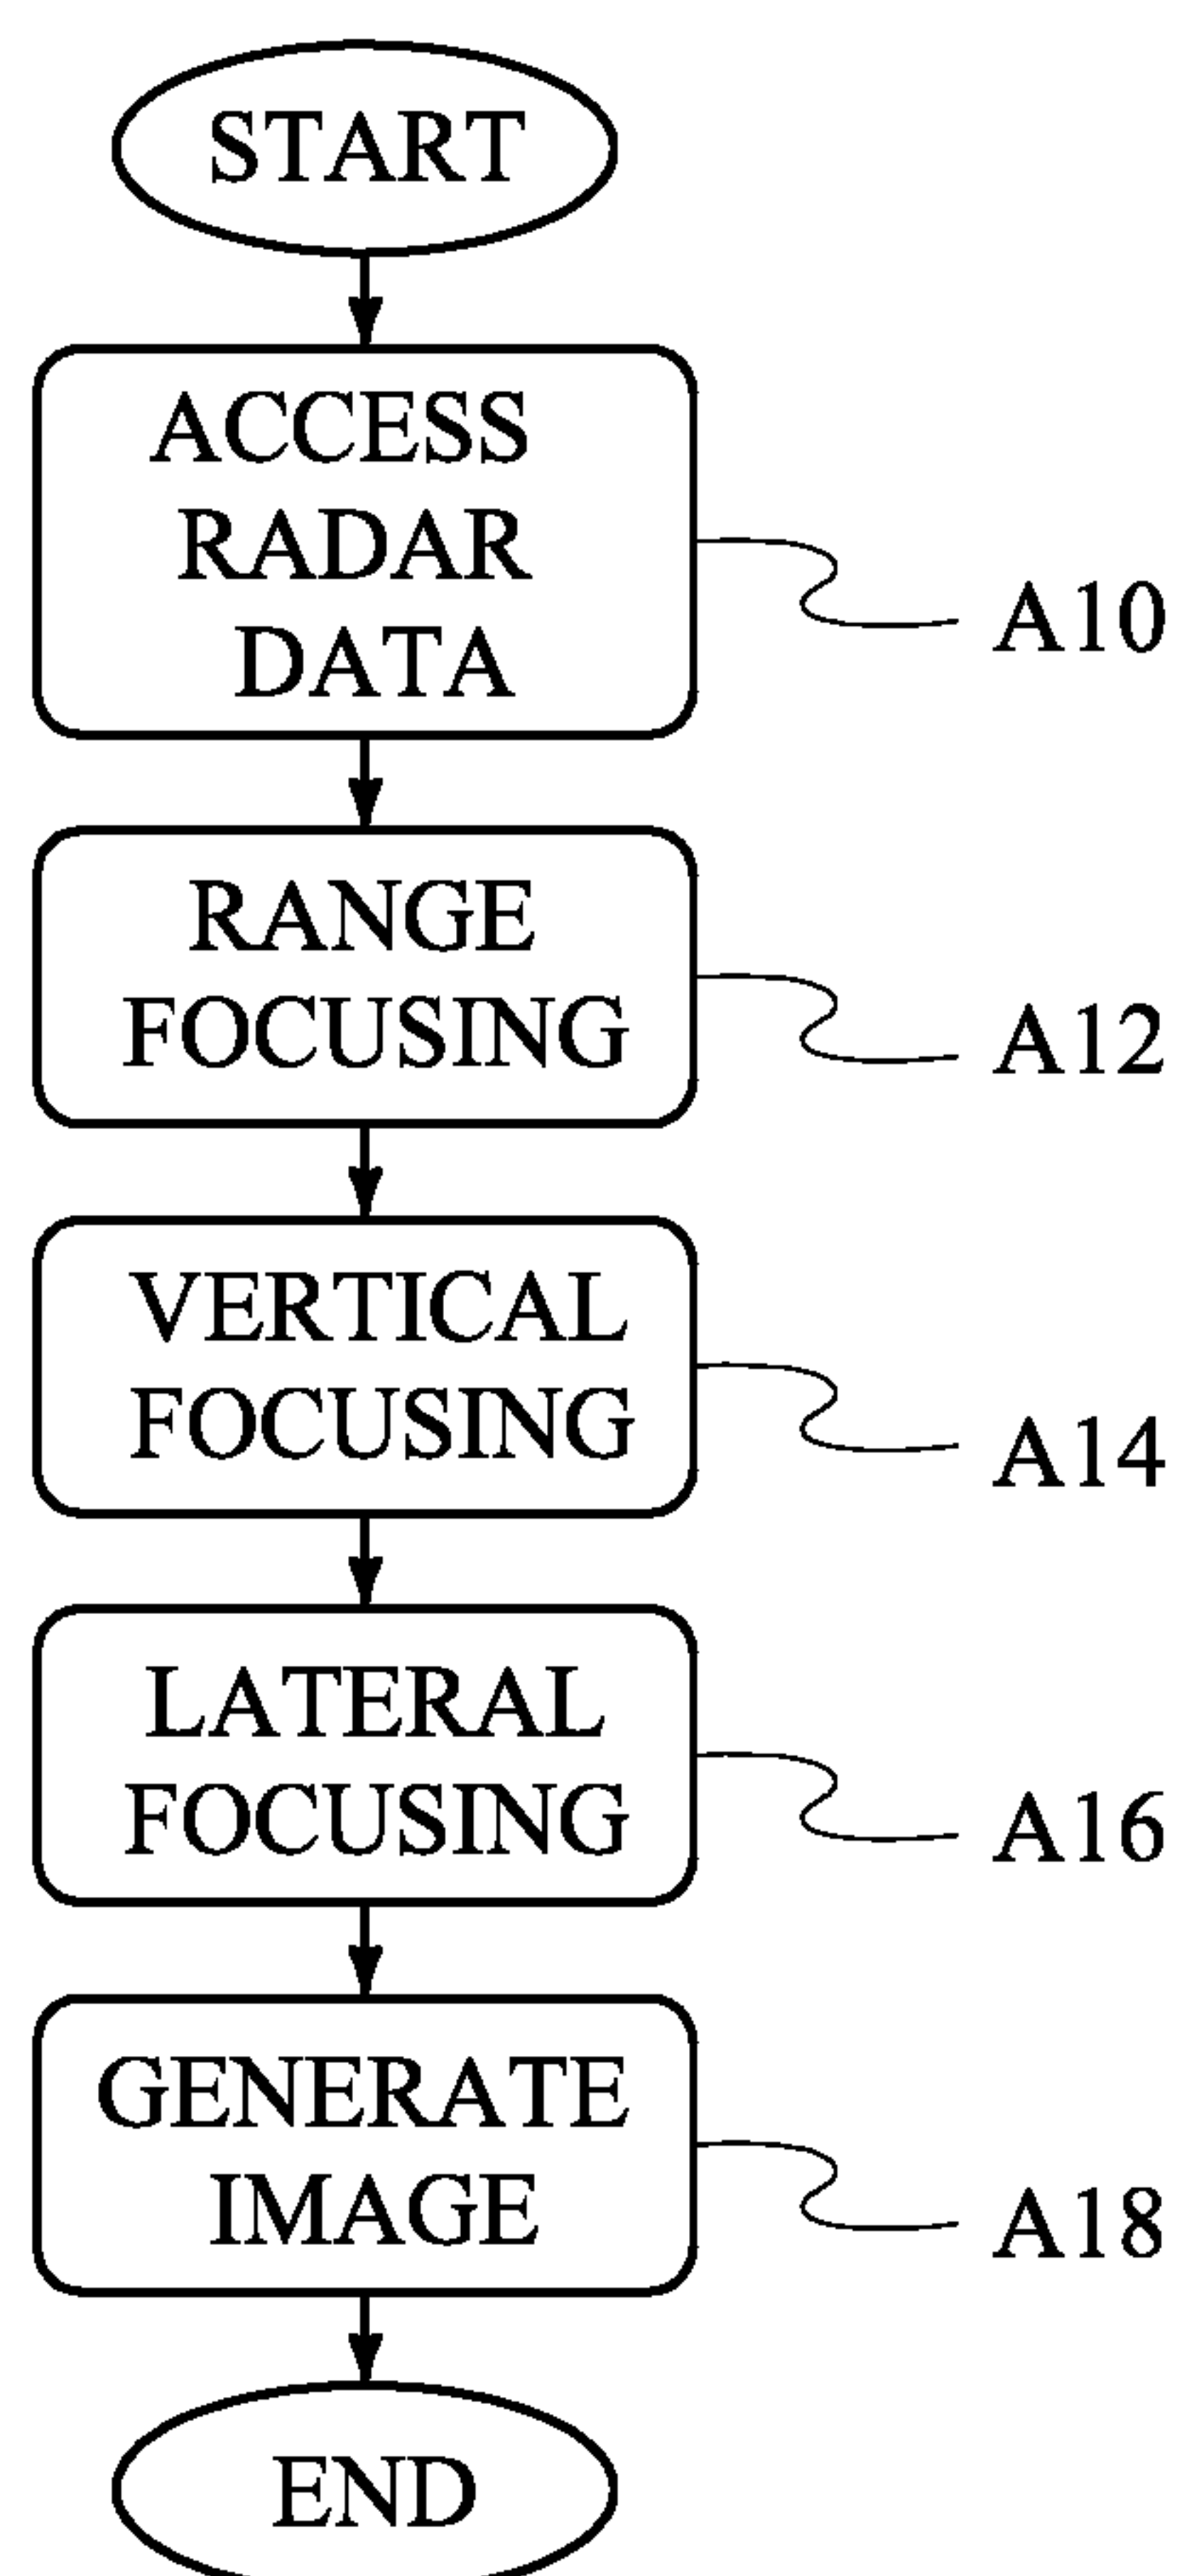 START
ACCESS
RADAR
DATA
A10
RANGE
FOCUSING
A12
VERTICAL
FOCUSING
A14
LATERAL
FOCUSING
A16
GENERATE
IMAGE
A18
END